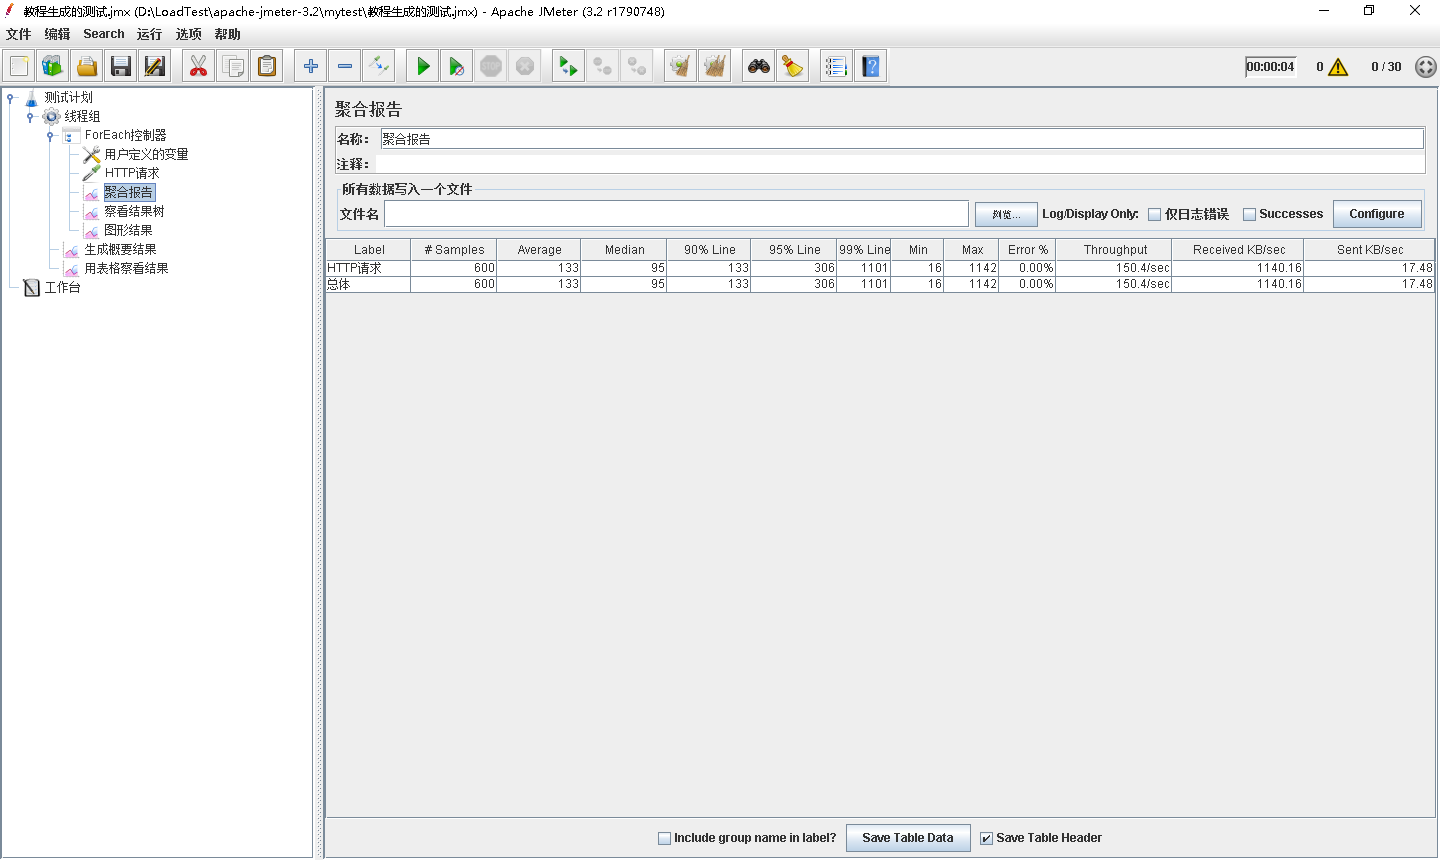 教程生成的测试.jmx (D:\LoadTest\apache-jmeter-3.2\mytest\教程生成的测试.jmx) - Apache JMeter (3.2 r1790748)
文件 编辑 Search 运行 选项 帮助
STOP 00:00:04 0 0 / 30
测试计划
线程组
ForEach控制器
用户定义的变量
HTTP请求
聚合报告
察看结果树
图形结果
生成概要结果
用表格察看结果
工作台
聚合报告
名称： 聚合报告
注释：
所有数据写入一个文件
文件名 浏览... Log/Display Only: 仅日志错误 Successes Configure
Label # Samples Average Median 90% Line 95% Line 99% Line Min Max Error % Throughput Received KB/sec Sent KB/sec
HTTP请求 600 133 95 133 306 1101 16 1142 0.00% 150.4/sec 1140.16 17.48
总体 600 133 95 133 306 1101 16 1142 0.00% 150.4/sec 1140.16 17.48
Include group name in label? Save Table Data Save Table Header